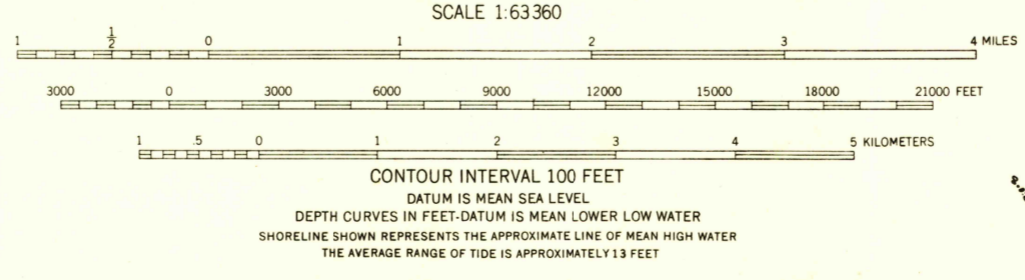 SCALE 1:63360
1 1/2 0 1 2 3 4 MILES
3000 0 3000 6000 9000 12000 15000 18000 21000 FEET
1 .5 0 1 2 3 4 5 KILOMETERS
CONTOUR INTERVAL 100 FEET
DATUM IS MEAN SEA LEVEL
DEPTH CURVES IN FEET-DATUM IS MEAN LOWER LOW WATER
SHORELINE SHOWN REPRESENTS THE APPROXIMATE LINE OF MEAN HIGH WATER
THE AVERAGE RANGE OF TIDE IS APPROXIMATELY 13 FEET